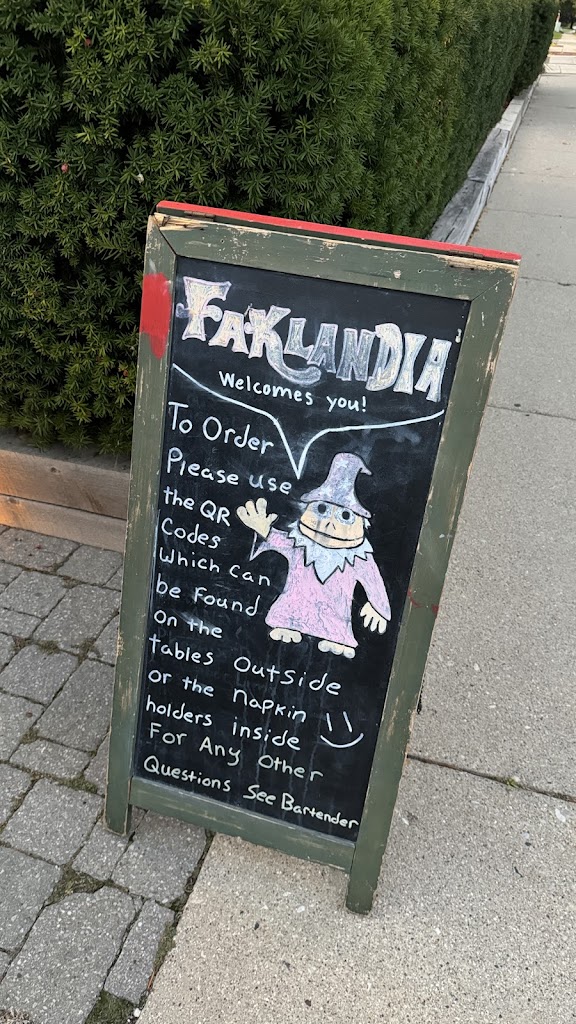 FAKLANDIA
Welcomes you!
To Order
Please use
the QR
Codes
Which can
be Found
On the
tables outside
or the napkin
holders inside
For Any Other
Questions See Bartender